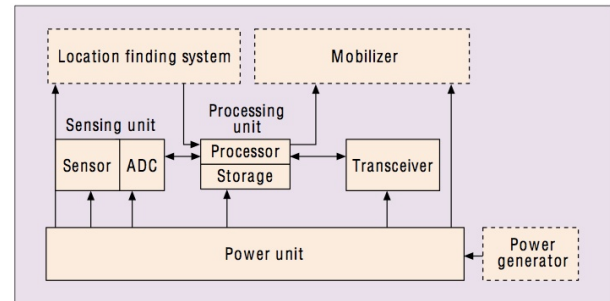 Location finding system
Mobilizer
Sensing unit
Processing
unit
Sensor
ADC
Processor
Storage
Transceiver
Power unit
Power
generator